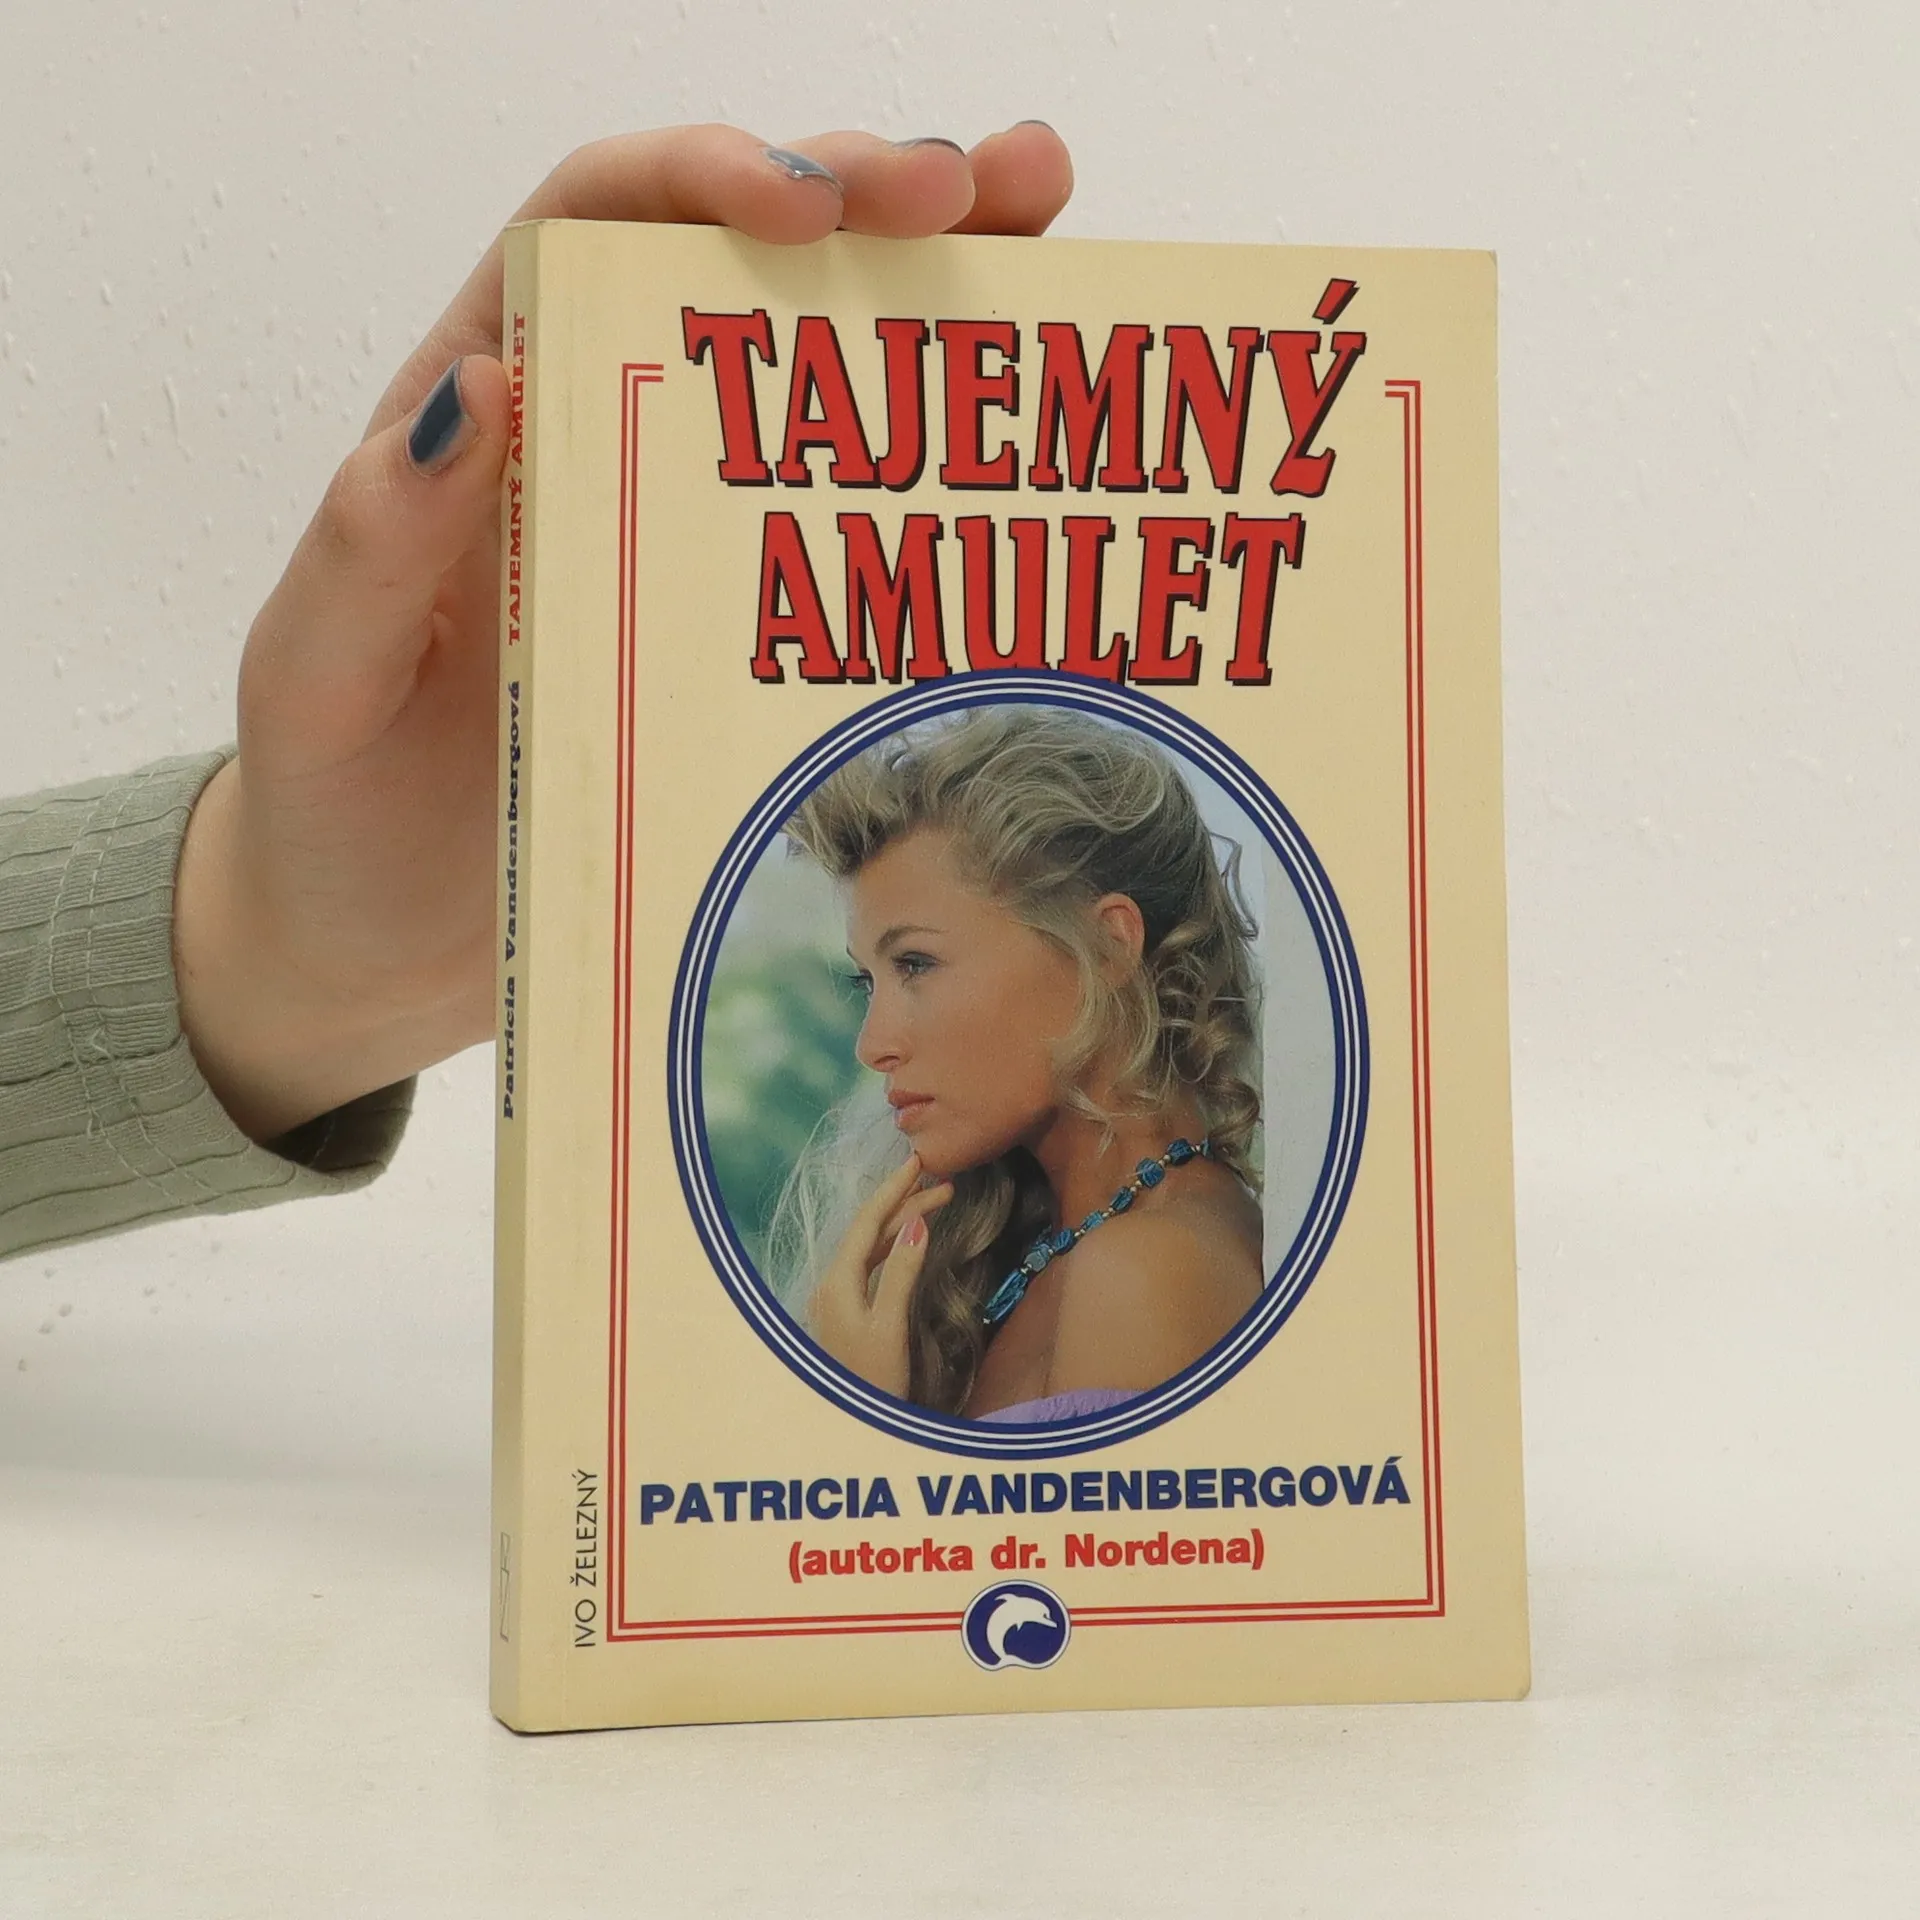 TAJEMNÝ
AMULET
PATRICIA VANDENBERGOVÁ
(autorka dr. Nordena)
IVO ŽELEZNÝ
Patricia Vandenbergová TAJEMNÝ AMULET